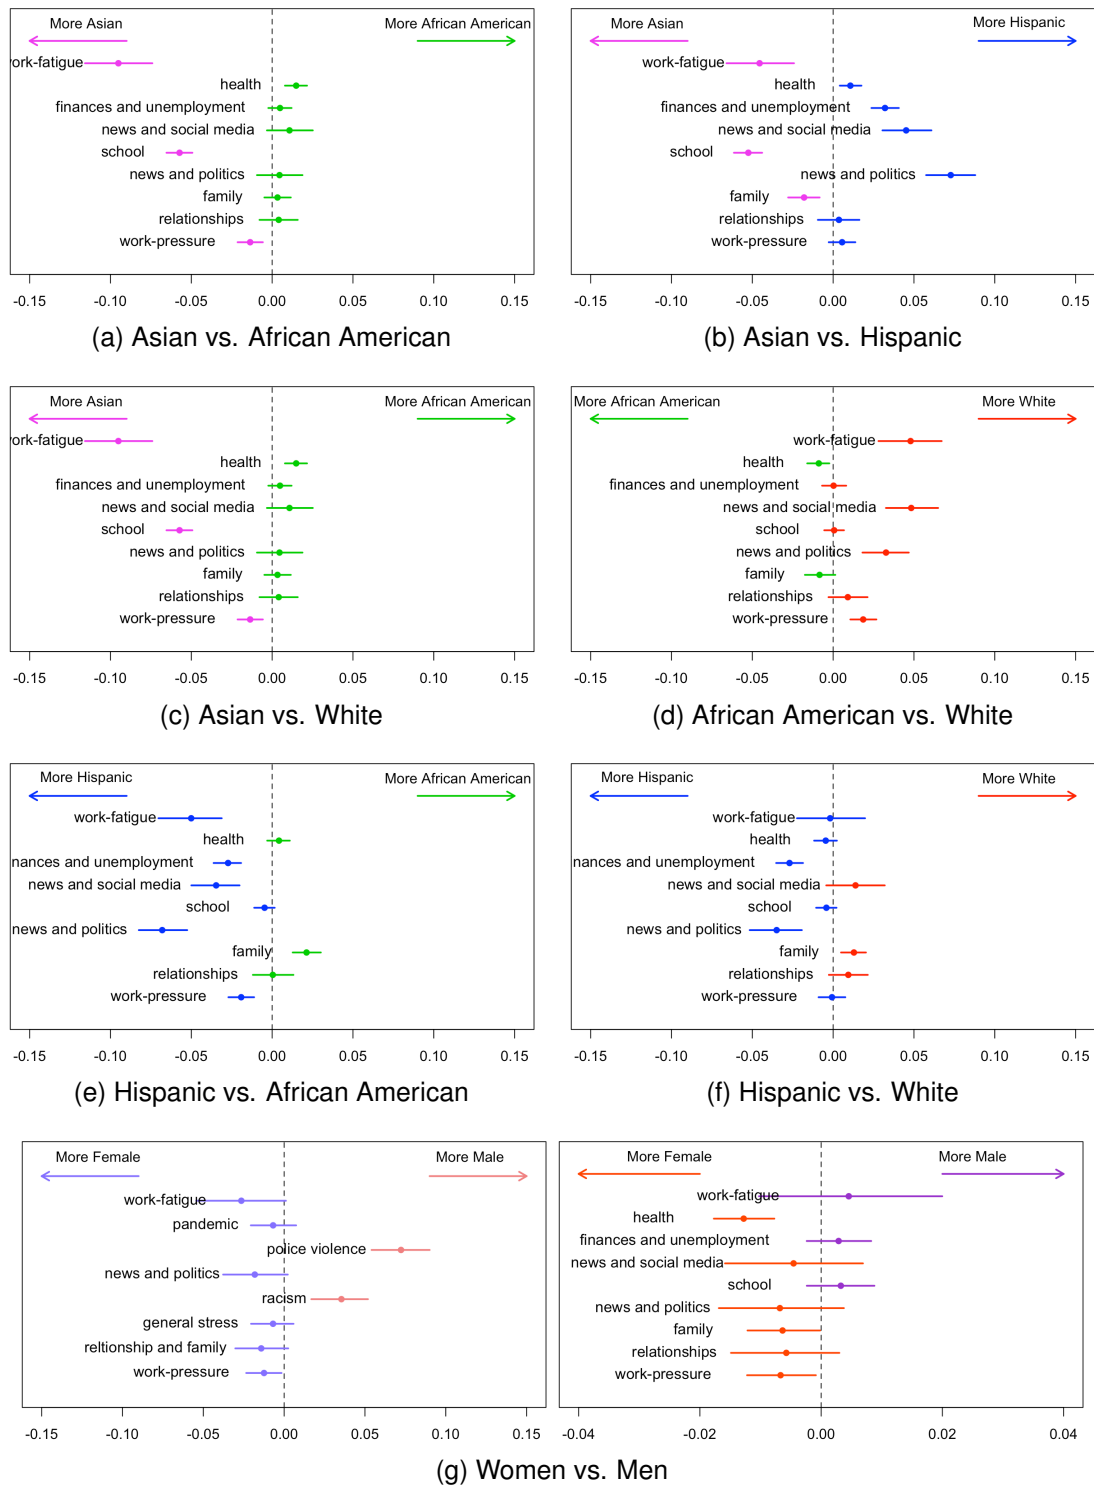 More Asian More African American
ork-fatigue
health
finances and unemployment
news and social media
school
news and politics
family
relationships
work-pressure
-0.15 -0.10 -0.05 0.00 0.05 0.10 0.15
(a) Asian vs. African American
More Asian More Hispanic
work-fatigue
health
finances and unemployment
news and social media
school
news and politics
family
relationships
work-pressure
-0.15 -0.10 -0.05 0.00 0.05 0.10 0.15
(b) Asian vs. Hispanic
More Asian More African American
ork-fatigue
health
finances and unemployment
news and social media
school
news and politics
family
relationships
work-pressure
-0.15 -0.10 -0.05 0.00 0.05 0.10 0.15
(c) Asian vs. White
More African American More White
work-fatigue
health
finances and unemployment
news and social media
school
news and politics
family
relationships
work-pressure
-0.15 -0.10 -0.05 0.00 0.05 0.10 0.15
(d) African American vs. White
More Hispanic More African American
work-fatigue
health
nances and unemployment
news and social media
school
news and politics
family
relationships
work-pressure
-0.15 -0.10 -0.05 0.00 0.05 0.10 0.15
(e) Hispanic vs. African American
More Hispanic More White
work-fatigue
health
nances and unemployment
news and social media
school
news and politics
family
relationships
work-pressure
-0.15 -0.10 -0.05 0.00 0.05 0.10 0.15
(f) Hispanic vs. White
More Female More Male
work-fatigue
pandemic
police violence
news and politics
racism
general stress
reltionship and family
work-pressure
-0.15 -0.10 -0.05 0.00 0.05 0.10 0.15
More Female More Male
work-fatigue
health
finances and unemployment
news and social media
school
news and politics
family
relationships
work-pressure
-0.04 -0.02 0.00 0.02 0.04
(g) Women vs. Men